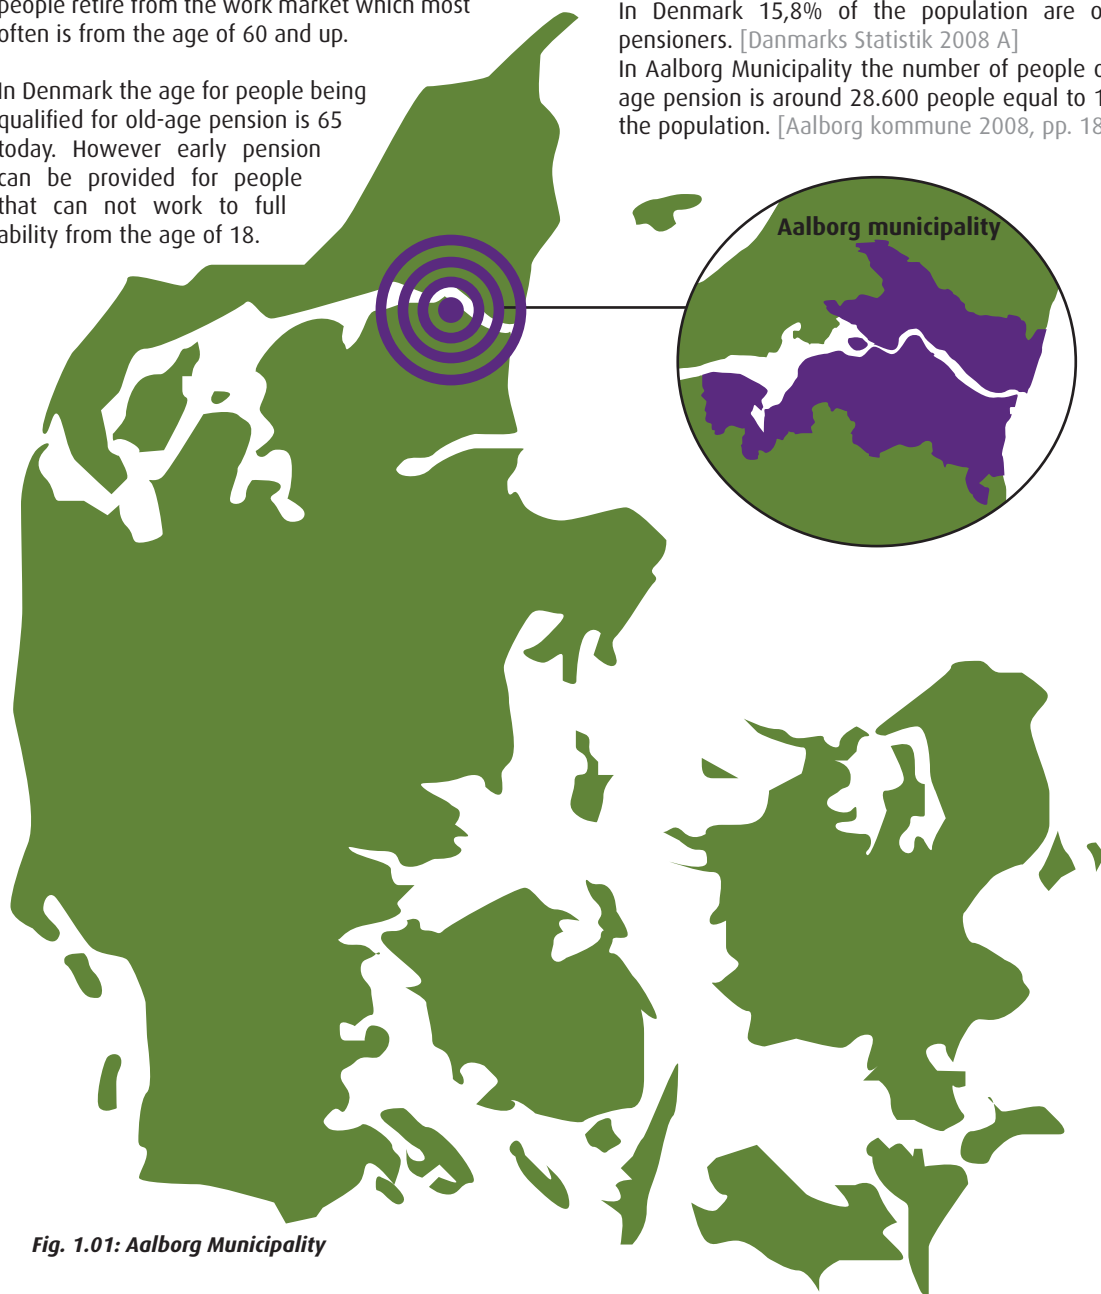 people retire from the work market which most
often is from the age of 60 and up.
In Denmark the age for people being
qualified for old-age pension is 65
today. However early pension
can be provided for people
that can not work to full
ability from the age of 18.
In Denmark 15,8% of the population are
pensioners. [Danmarks Statistik 2008 A]
In Aalborg Municipality the number of people
age pension is around 28.600 people equal to
the population. [Aalborg kommune 2008, pp. 18
Aalborg municipality
Fig. 1.01: Aalborg Municipality